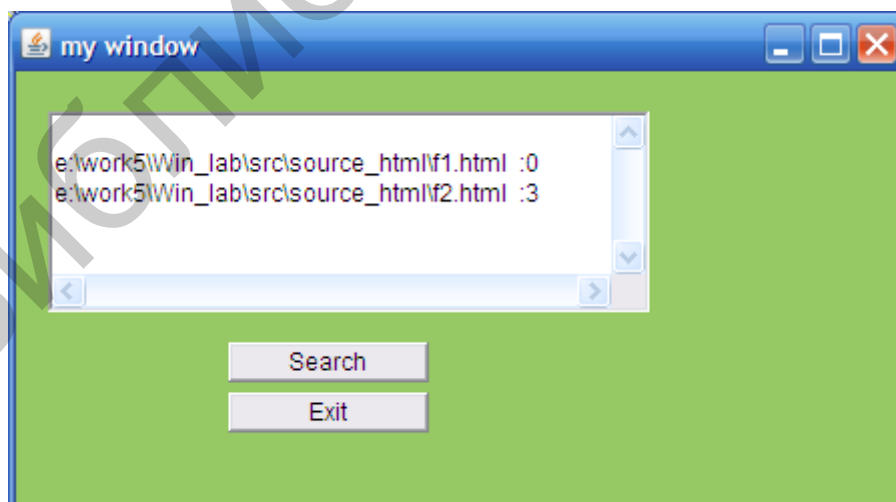 my window
e:\work5\Win_lab\src\source_html\f1.html :0
e:\work5\Win_lab\src\source_html\f2.html :3
Search
Exit